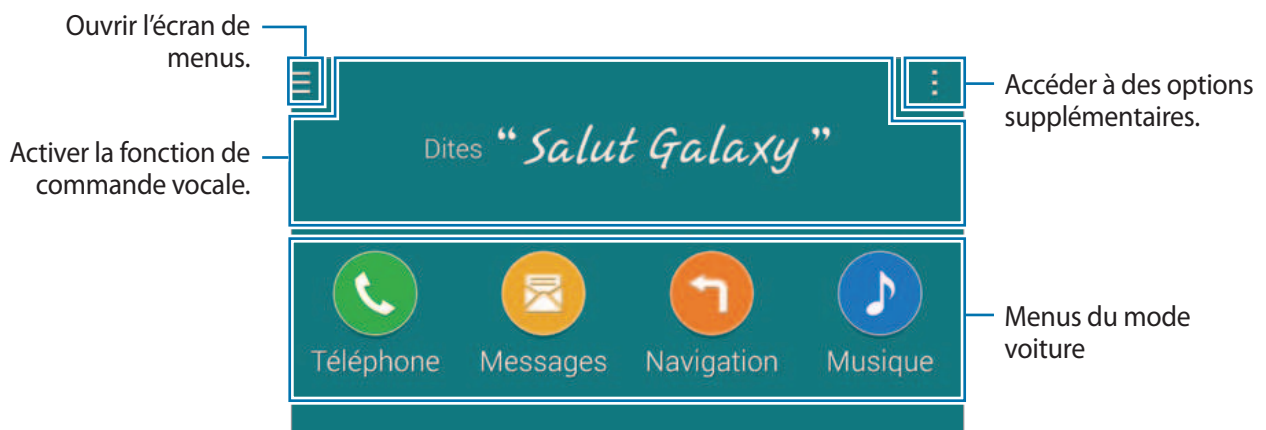 Ouvrir l'écran de
menus.
Accéder à des options
supplémentaires.
Activer la fonction de
commande vocale.
Dites “ Salut Galaxy ”
Téléphone Messages Navigation Musique
Menus du mode
voiture